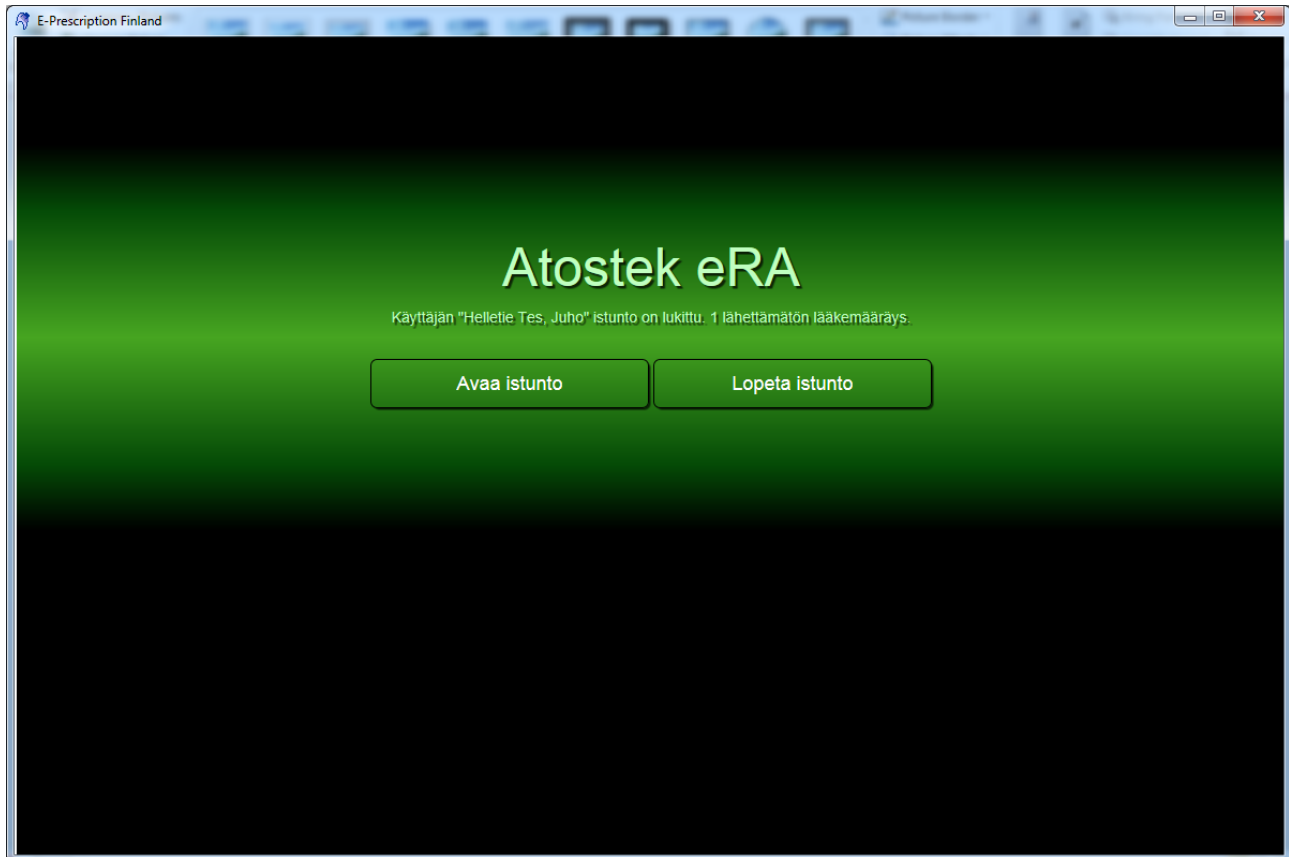 E-Prescription Finland
Atostek eRA
Käyttäjän "Helletie Tes, Juho" istunto on lukittu. 1 lähettämätön lääkemääräys.
Avaa istunto
Lopeta istunto